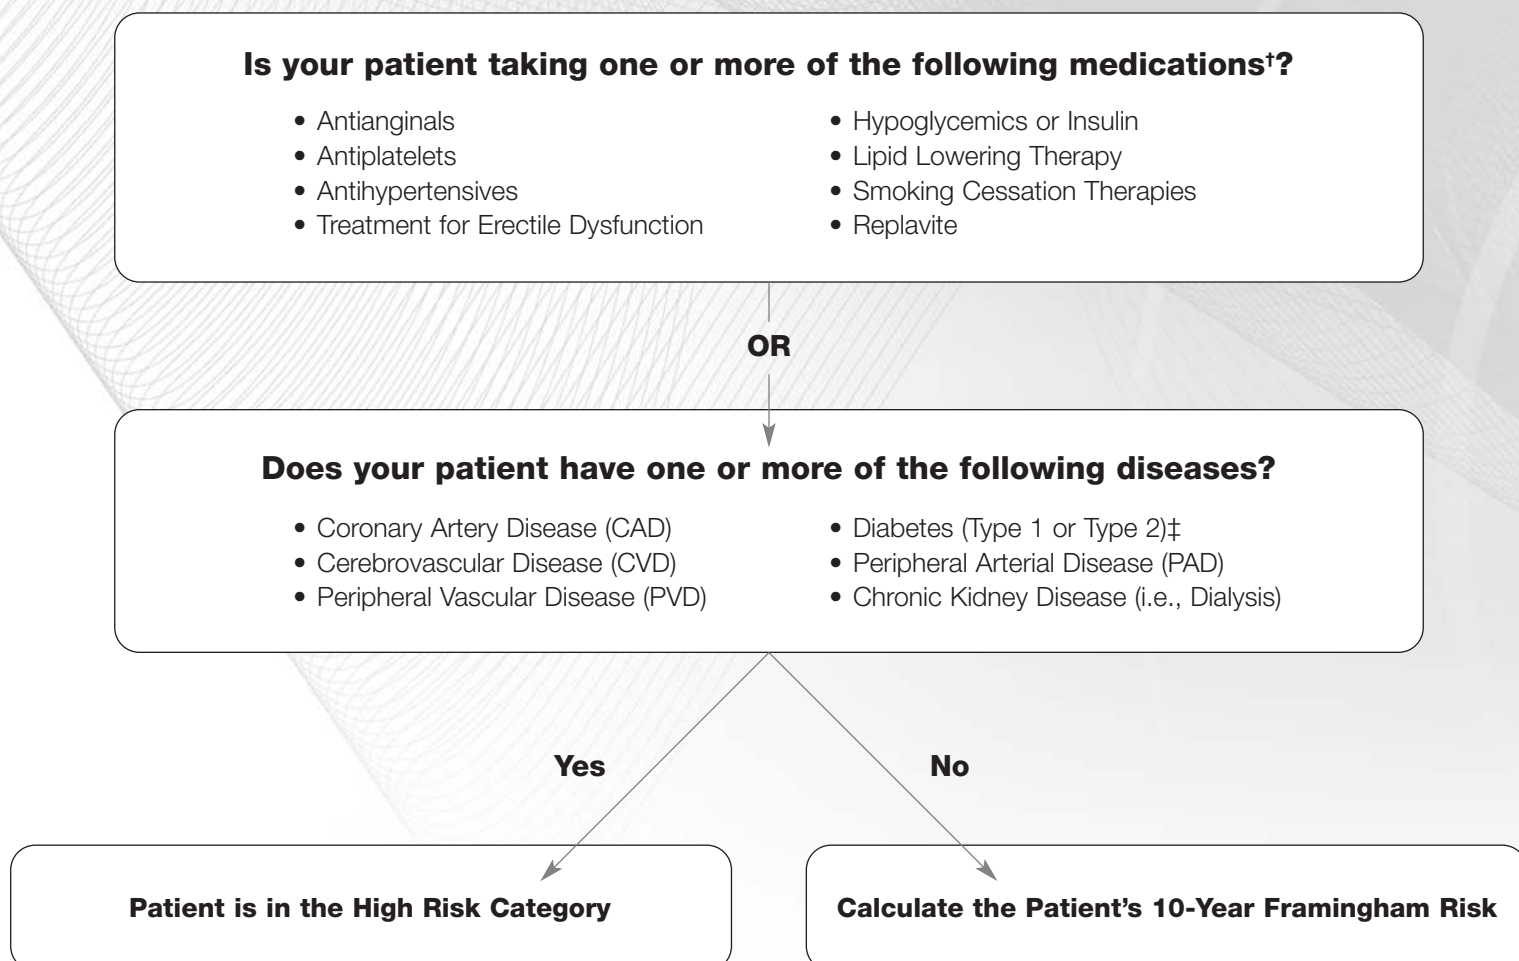 Is your patient taking one or more of the following medications†?
• Antianginals
• Antiplatelets
• Antihypertensives
• Treatment for Erectile Dysfunction
• Hypoglycemics or Insulin
• Lipid Lowering Therapy
• Smoking Cessation Therapies
• Replavite
OR
Does your patient have one or more of the following diseases?
• Coronary Artery Disease (CAD)
• Cerebrovascular Disease (CVD)
• Peripheral Vascular Disease (PVD)
• Diabetes (Type 1 or Type 2)‡
• Peripheral Arterial Disease (PAD)
• Chronic Kidney Disease (i.e., Dialysis)
Yes
No
Patient is in the High Risk Category
Calculate the Patient’s 10-Year Framingham Risk